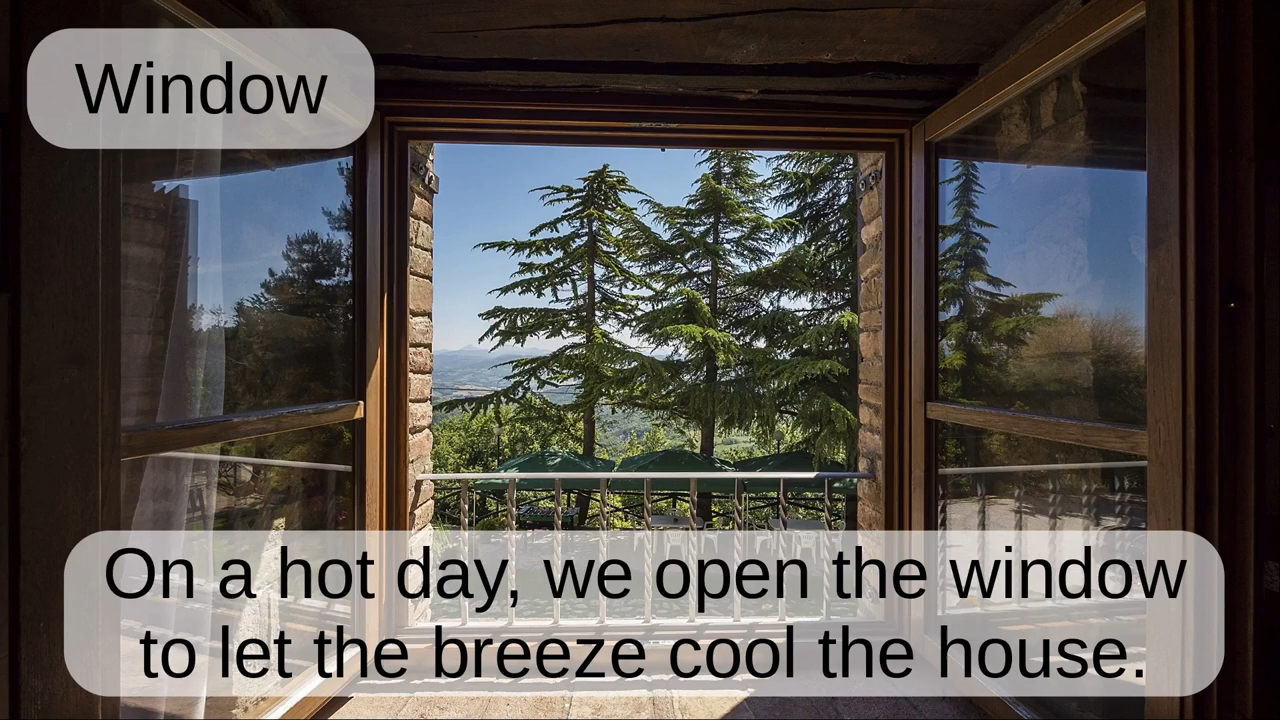 Window
On a hot day, we open the window
to let the breeze cool the house.